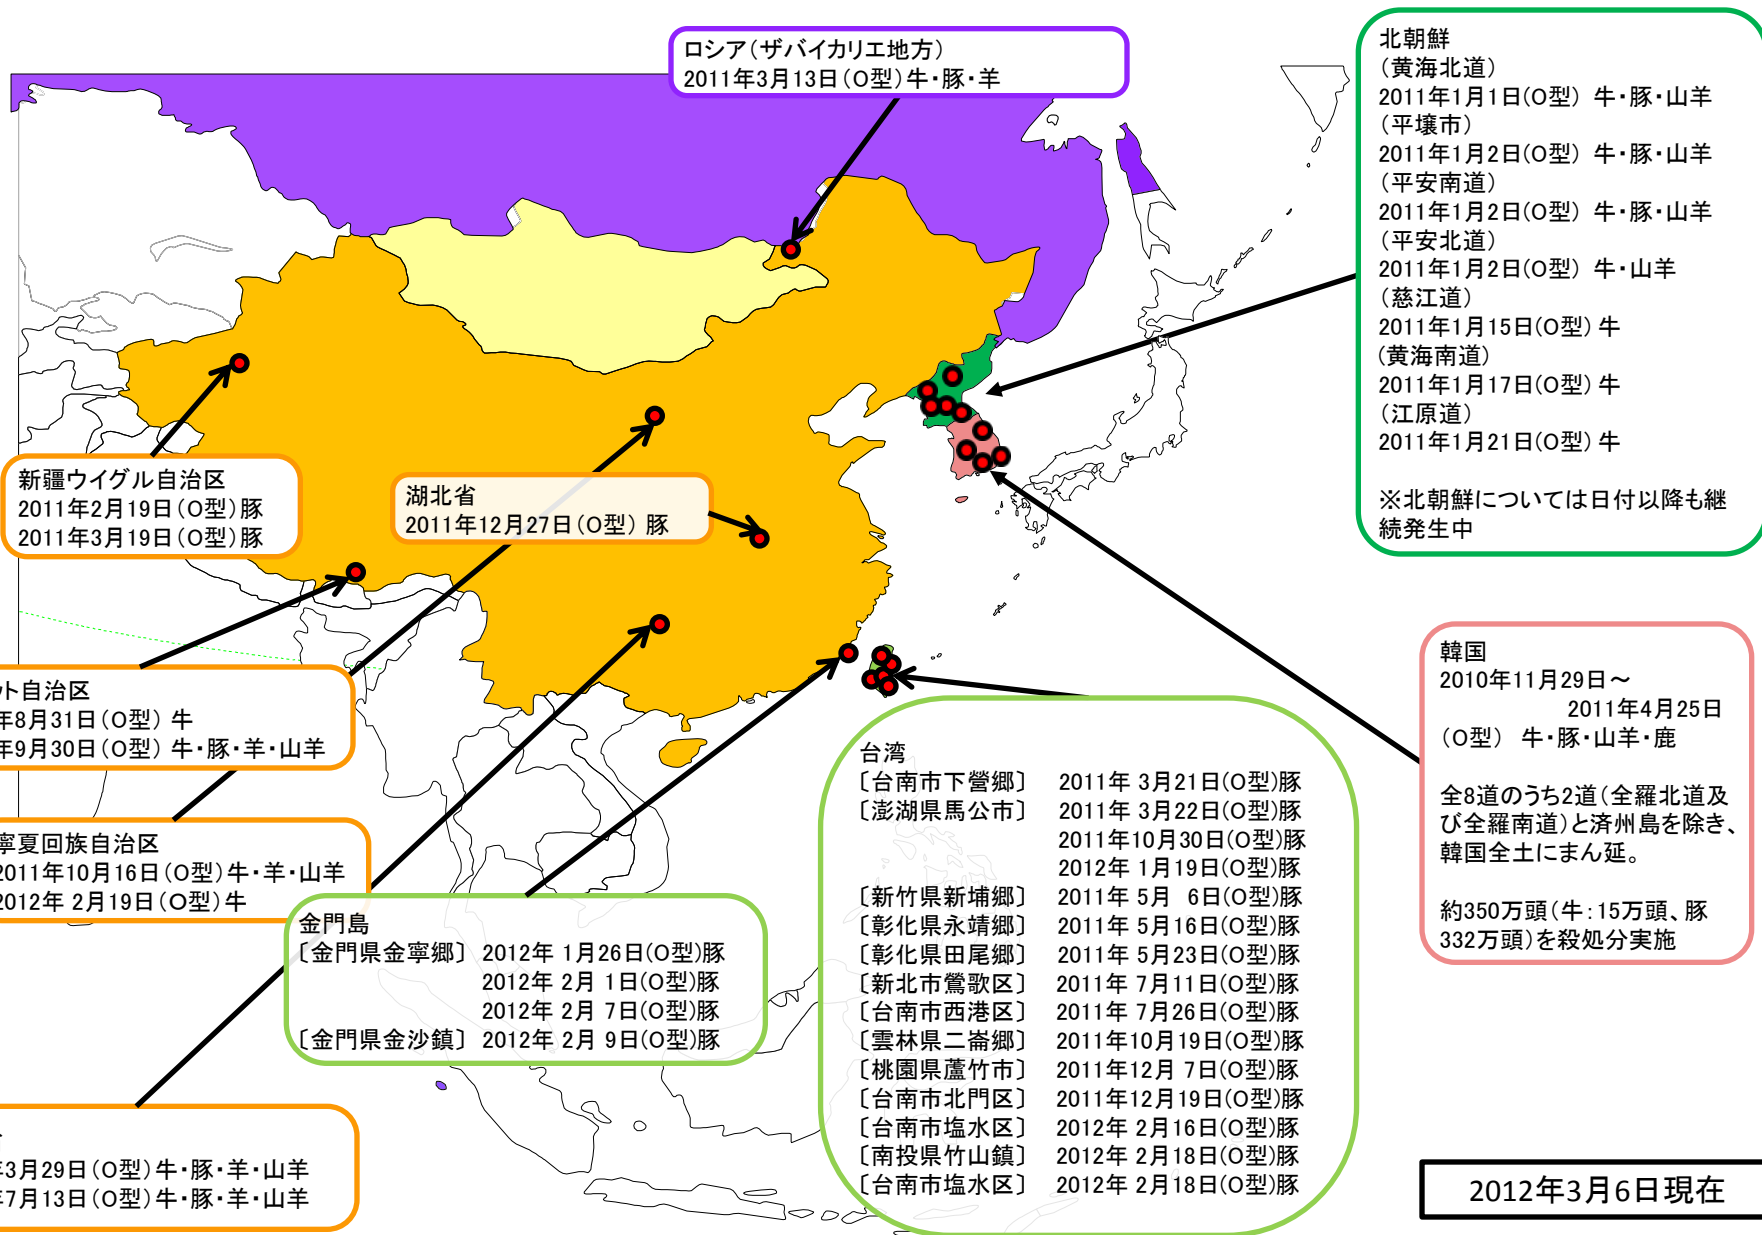 ロシア(ザバイカリエ地方)
2011年3月13日(O型)牛・豚・羊
北朝鮮
(黄海北道)
2011年1月1日(O型) 牛・豚・山羊
(平壌市)
2011年1月2日(O型) 牛・豚・山羊
(平安南道)
2011年1月2日(O型) 牛・豚・山羊
(平安北道)
2011年1月2日(O型) 牛・山羊
(慈江道)
2011年1月15日(O型)牛
(黄海南道)
2011年1月17日(O型)牛
(江原道)
2011年1月21日(O型)牛
※北朝鮮については日付以降も継
続発生中
新疆ウイグル自治区
2011年2月19日(O型)豚
2011年3月19日(O型)豚
湖北省
2011年12月27日(O型) 豚
ット自治区
年8月31日(O型) 牛
年9月30日(O型) 牛・豚・羊・山羊
寧夏回族自治区
2011年10月16日(O型)牛・羊・山羊
2012年 2月19日(O型)牛
金門島
〔金門県金寧郷〕 2012年 1月26日(O型)豚
2012年 2月 1日(O型)豚
2012年 2月 7日(O型)豚
〔金門県金沙鎮〕 2012年 2月 9日(O型)豚
年3月29日(O型)牛・豚・羊・山羊
年7月13日(O型)牛・豚・羊・山羊
台湾
〔台南市下營郷〕 2011年 3月21日(O型)豚
〔澎湖県馬公市〕 2011年 3月22日(O型)豚
2011年10月30日(O型)豚
2012年 1月19日(O型)豚
〔新竹県新埔郷〕 2011年 5月 6日(O型)豚
〔彰化県永靖郷〕 2011年 5月16日(O型)豚
〔彰化県田尾郷〕 2011年 5月23日(O型)豚
〔新北市鶯歌区〕 2011年 7月11日(O型)豚
〔台南市西港区〕 2011年 7月26日(O型)豚
〔雲林県二崙郷〕 2011年10月19日(O型)豚
〔桃園県蘆竹市〕 2011年12月 7日(O型)豚
〔台南市北門区〕 2011年12月19日(O型)豚
〔台南市塩水区〕 2012年 2月16日(O型)豚
〔南投県竹山鎮〕 2012年 2月18日(O型)豚
〔台南市塩水区〕 2012年 2月18日(O型)豚
韓国
2010年11月29日～
2011年4月25日
(O型) 牛・豚・山羊・鹿
全8道のうち2道(全羅北道及
び全羅南道)と済州島を除き、
韓国全土にまん延。
約350万頭(牛:15万頭、豚
332万頭)を殺処分実施
2012年3月6日現在